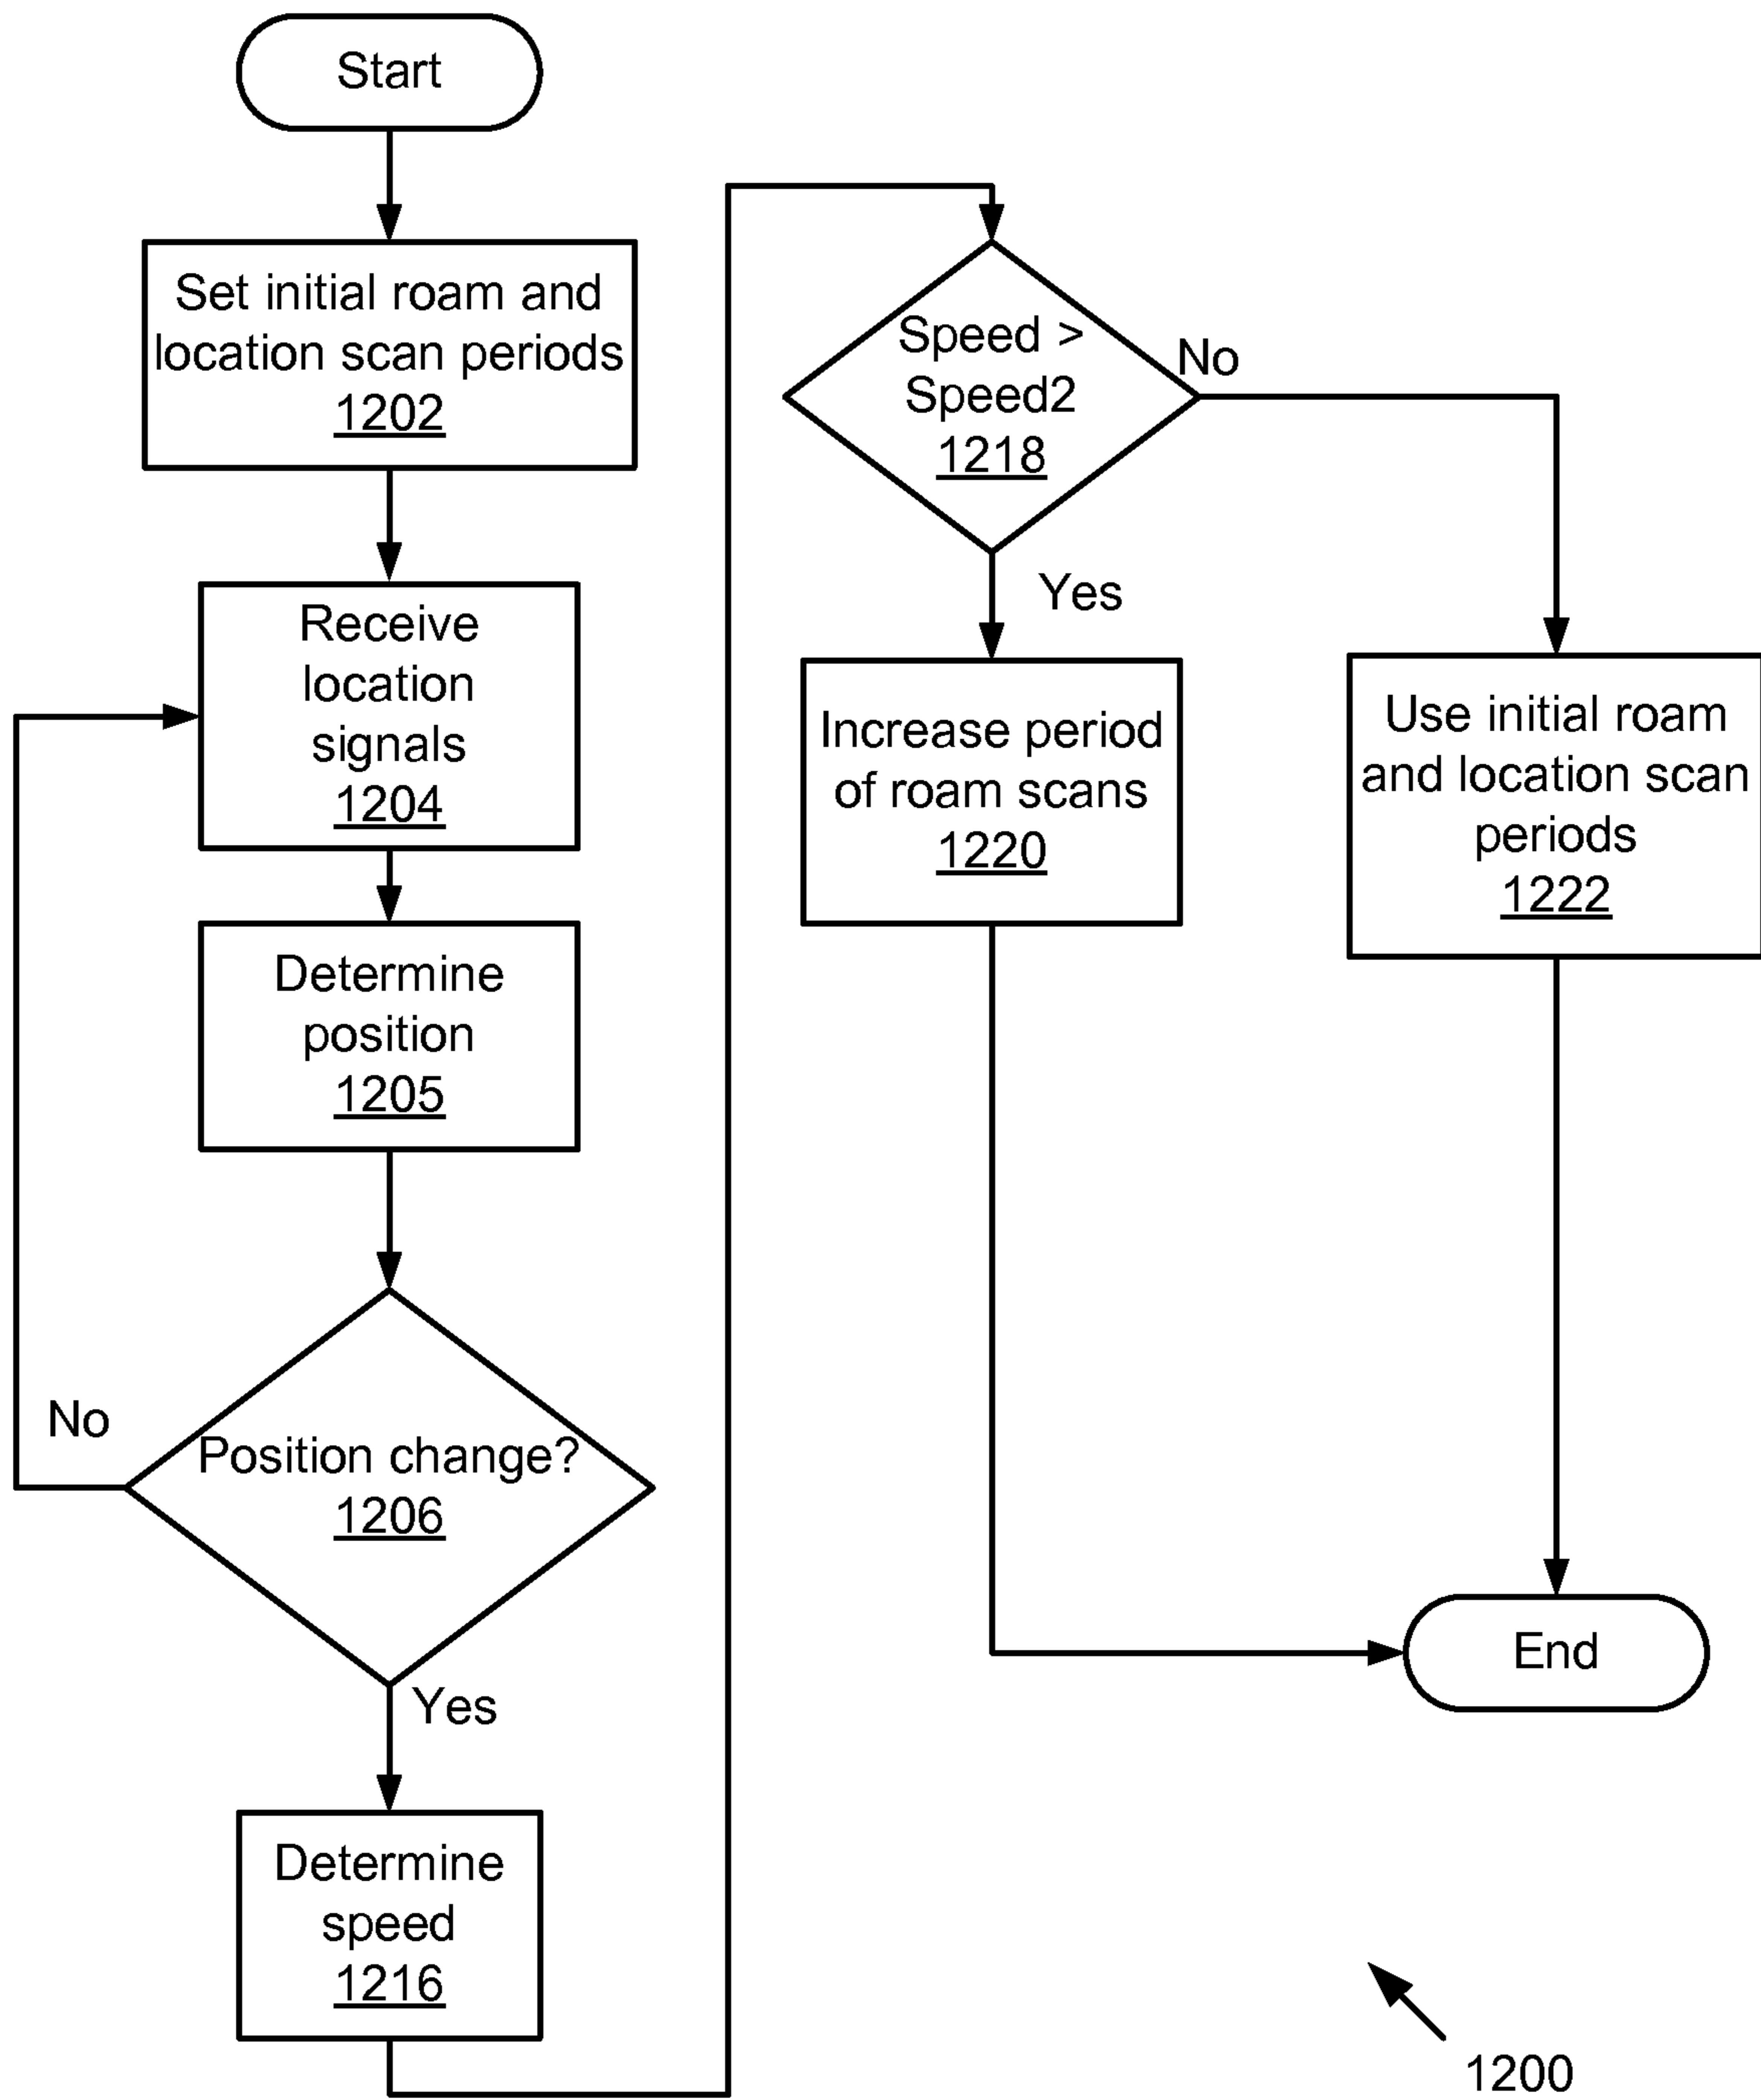 Start
Set initial roam and
location scan periods
1202
Receive
location
signals
1204
Determine
position
1205
Position change?
1206
No
Yes
Determine
speed
1216
Speed >
Speed2
1218
No
Yes
Increase period
of roam scans
1220
Use initial roam
and location scan
periods
1222
End
1200